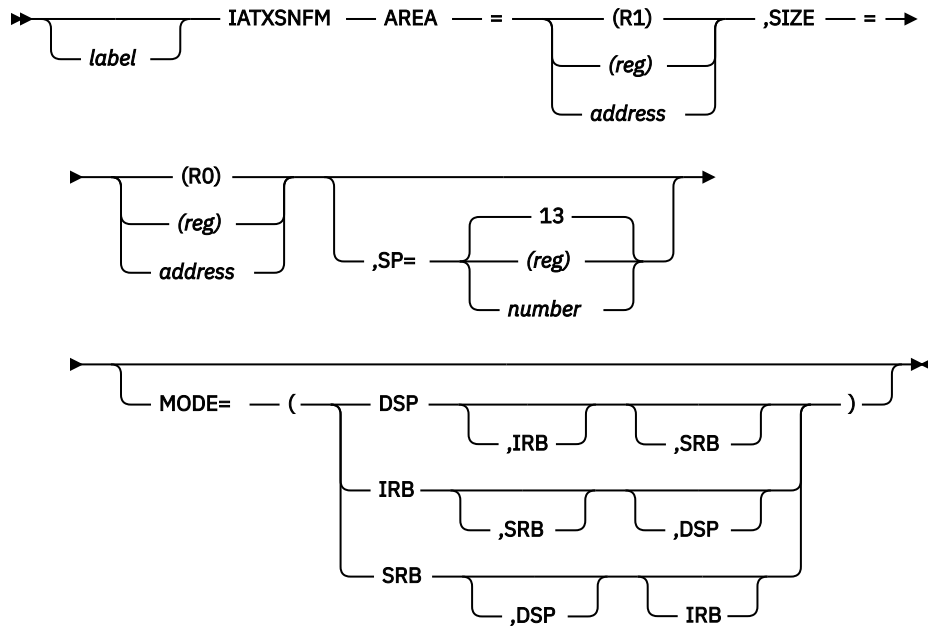 IATXSNFM AREA = (R1) ,SIZE =
label (reg)
address
(R0)
(reg) 13
address ,SP= (reg)
number
MODE= ( DSP )
,IRB ,SRB
IRB
,SRB ,DSP
SRB
,DSP IRB